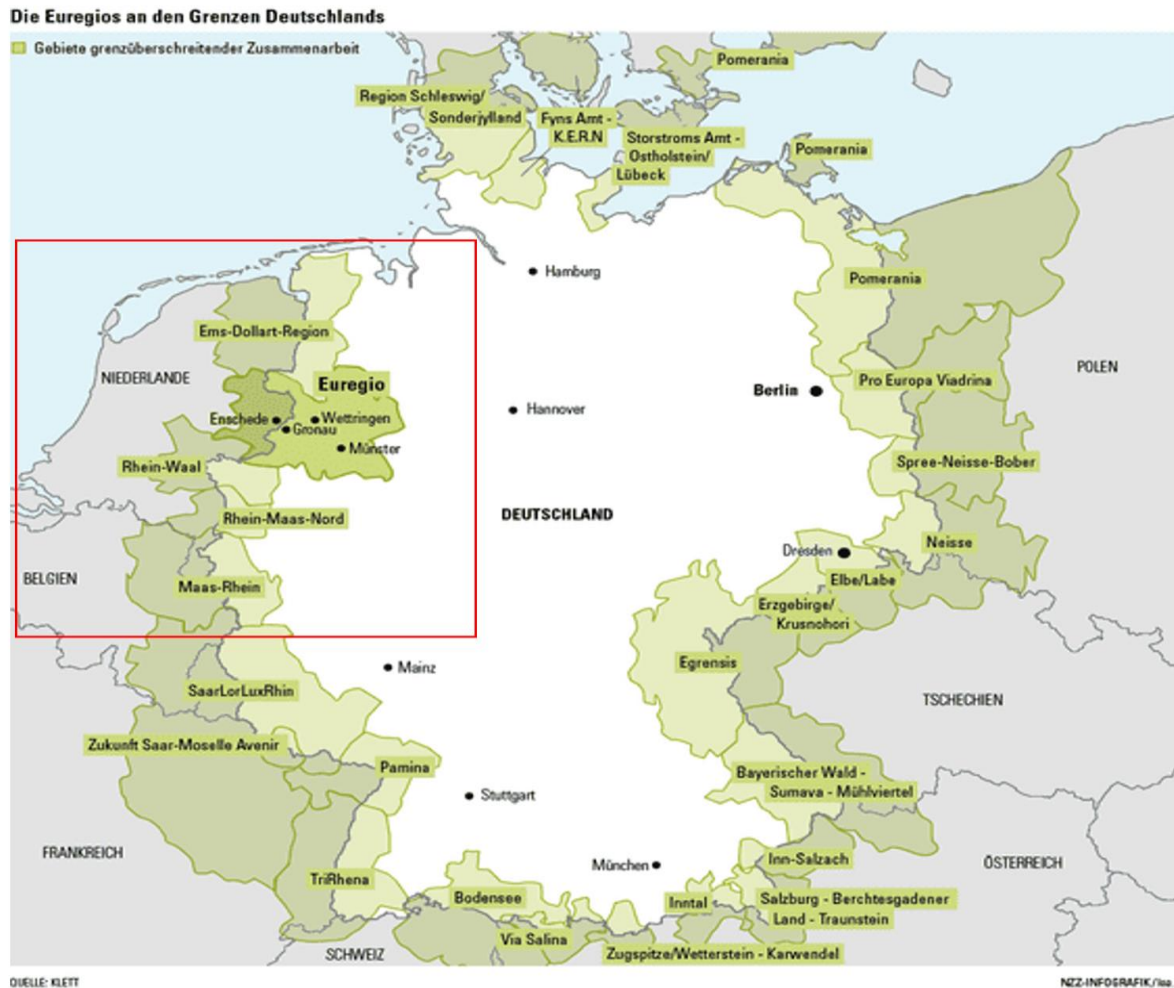 Die Euregios an den Grenzen Deutschlands
Gebiete grenzüberschreitender Zusammenarbeit
Pomerania
Region Schleswig/
Sonderjylland
Fyns Amt -
K.E.R.N
Storstroms Amt -
Ostholstein/
Lübeck
Pomerania
Hamburg
Pomerania
Ems-Dollart-Region
NIEDERLANDE
Euregio
POLEN
Pro Europa Viadrina
Berlin
Hannover
Enschede
Wettringen
Gronau
Münster
Rhein-Waal
Spree-Neisse-Bober
DEUTSCHLAND
Rhein-Maas-Nord
Neisse
Dresden
BELGIEN
Elbe/Labe
Maas-Rhein
Erzgebirge/
Krusnohori
Egrensis
Mainz
SaarLorLuxRhin
TSCHECHIEN
Zukunft Saar-Moselle Avenir
Pamina
Bayerischer Wald -
Sumava - Mühlviertel
Stuttgart
FRANKREICH
München
Inn-Salzach
ÖSTERREICH
TriRhena
Bodensee
Inntal
Salzburg - Berchtesgadener
Land - Traunstein
Via Salina
SCHWEIZ
Zugspitze/Wetterstein - Karwendel
QUELLE: KLETT
NZZ-INFOGRAFIK/